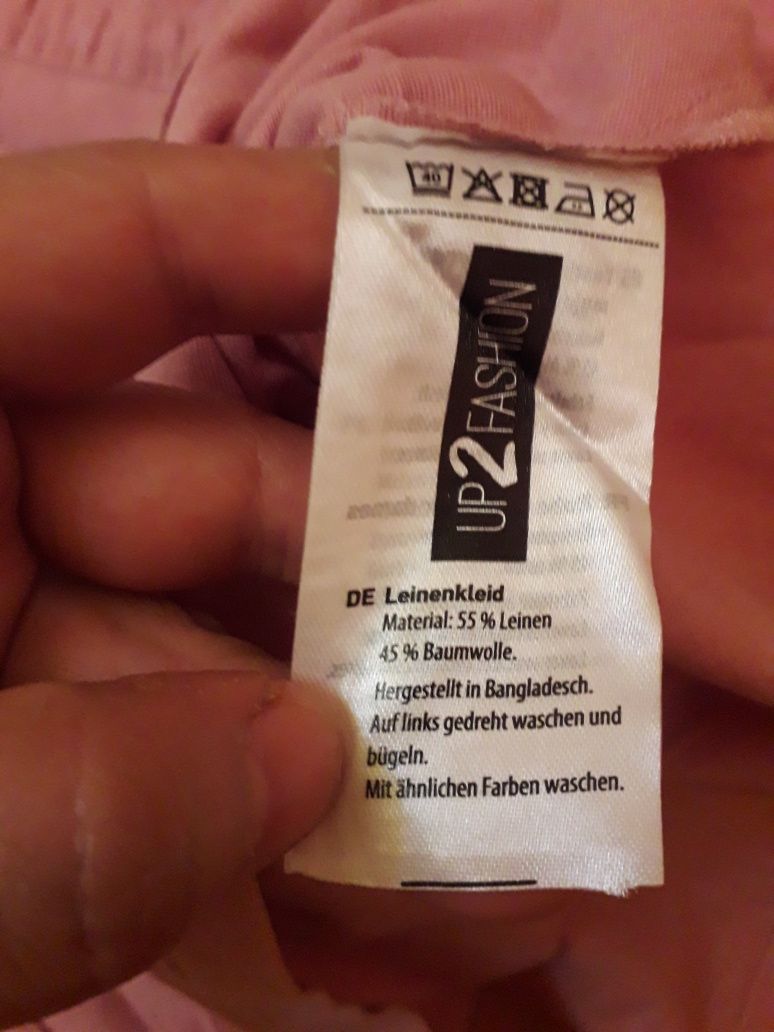 40
UP2FASHION
DE Leinenkleid
Material: 55 % Leinen
45 % Baumwolle.
Hergestellt in Bangladesch.
Auf links gedreht waschen und
bügeln.
Mit ähnlichen Farben waschen.